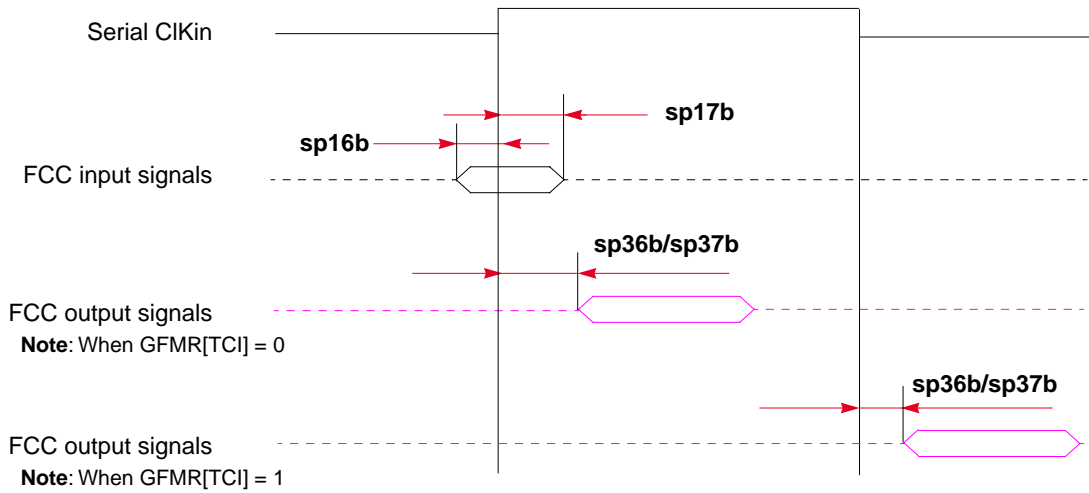 Serial ClKin
sp17b
sp16b
FCC input signals
sp36b/sp37b
FCC output signals
Note: When GFMR[TCI] = 0
sp36b/sp37b
FCC output signals
Note: When GFMR[TCI] = 1